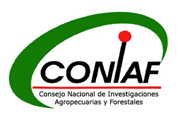 CONIAF
Consejo Nacional de Investigaciones
Agropecuarias y Forestales